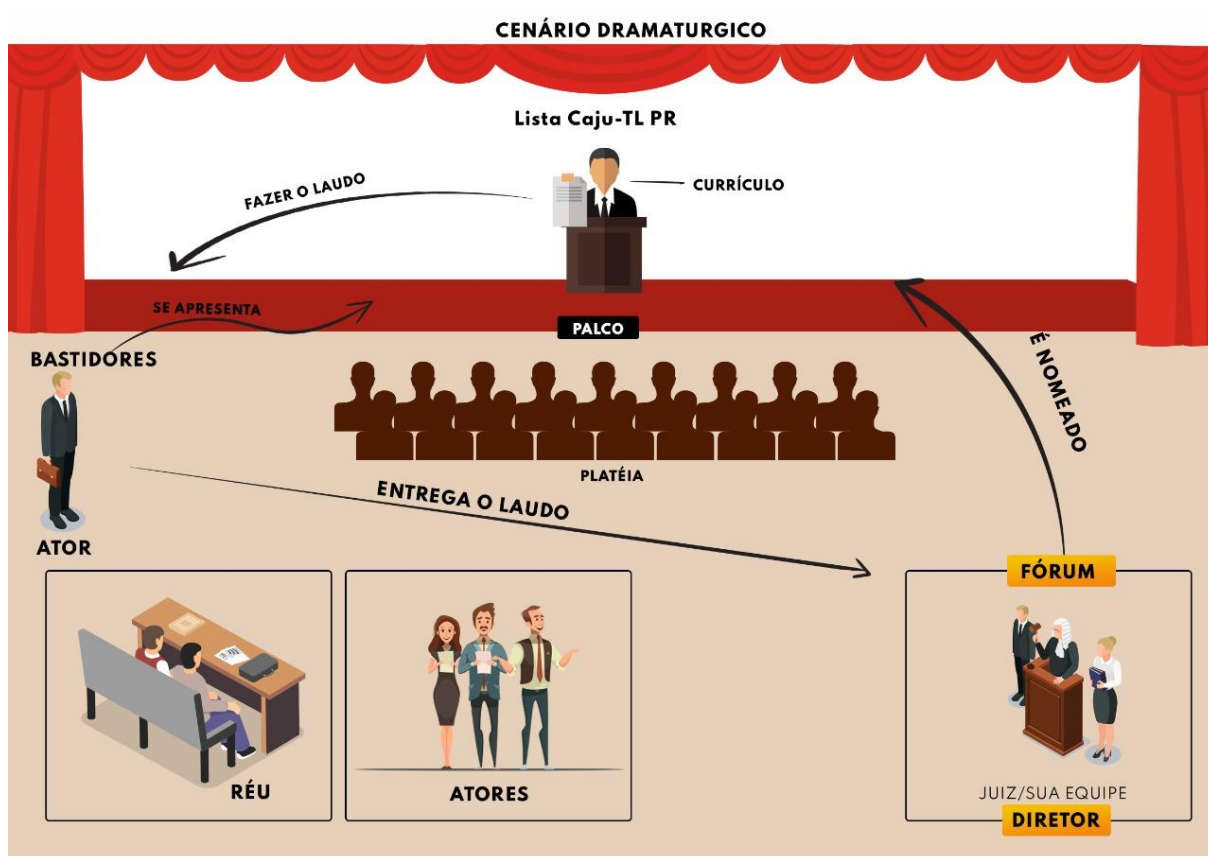 CENÁRIO DRAMATURGICO
Lista Caju-TL PR
FAZER O LAUDO
CURRÍCULO
SE APRESENTA
PALCO
BASTIDORES
É NOMEADO
PLATÉIA
ENTREGA O LAUDO
ATOR
FÓRUM
RÉU
ATORES
JUIZ/SUA EQUIPE
DIRETOR